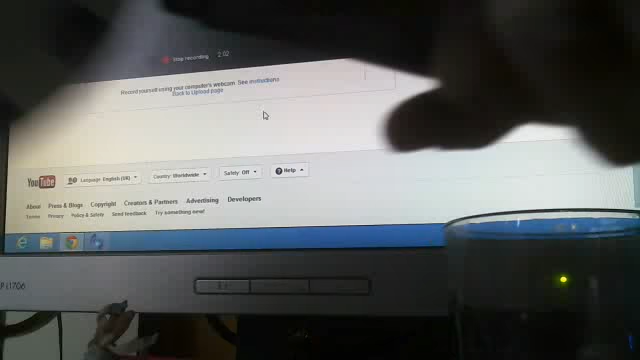 Stop recording 2:02
Record yourself using your computer's webcam. See instructions
Back to Upload page
YouTube Language: English (UK) Country: Worldwide Safety: Off Help
About Press & Blogs Copyright Creators & Partners Advertising Developers
Terms Privacy Policy & Safety Send feedback Try something new!
P i1706